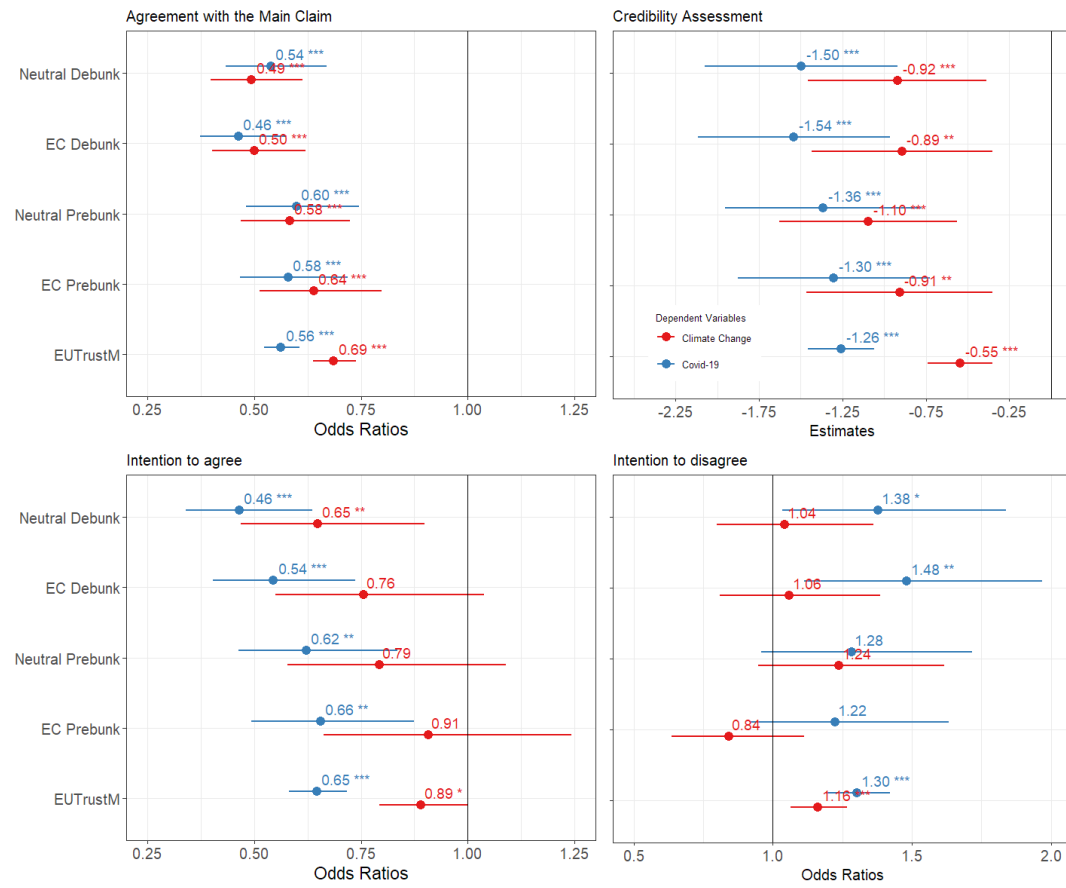 Agreement with the Main Claim
Neutral Debunk
EC Debunk
Neutral Prebunk
EC Prebunk
EUTrustM
0.54 ***
0.49 ***
0.46 ***
0.50 ***
0.60 ***
0.58 ***
0.58 ***
0.64 ***
0.56 ***
0.69 ***
0.25 0.50 0.75 1.00 1.25
Odds Ratios
Credibility Assessment
-1.50 ***
-0.92 ***
-1.54 ***
-0.89 **
-1.36 ***
-1.10 ***
-1.30 ***
-0.91 **
Dependent Variables
Climate Change
Covid-19
-1.26 ***
-0.55 ***
-2.25 -1.75 -1.25 -0.75 -0.25
Estimates
Intention to agree
Neutral Debunk
EC Debunk
Neutral Prebunk
EC Prebunk
EUTrustM
0.46 ***
0.65 **
0.54 ***
0.76
0.62 **
0.79
0.66 **
0.91
0.65 ***
0.89 *
0.25 0.50 0.75 1.00 1.25
Odds Ratios
Intention to disagree
1.38 *
1.04
1.48 **
1.06
1.28
1.24
1.22
0.84
1.30 ***
1.16
0.5 1.0 1.5 2.0
Odds Ratios